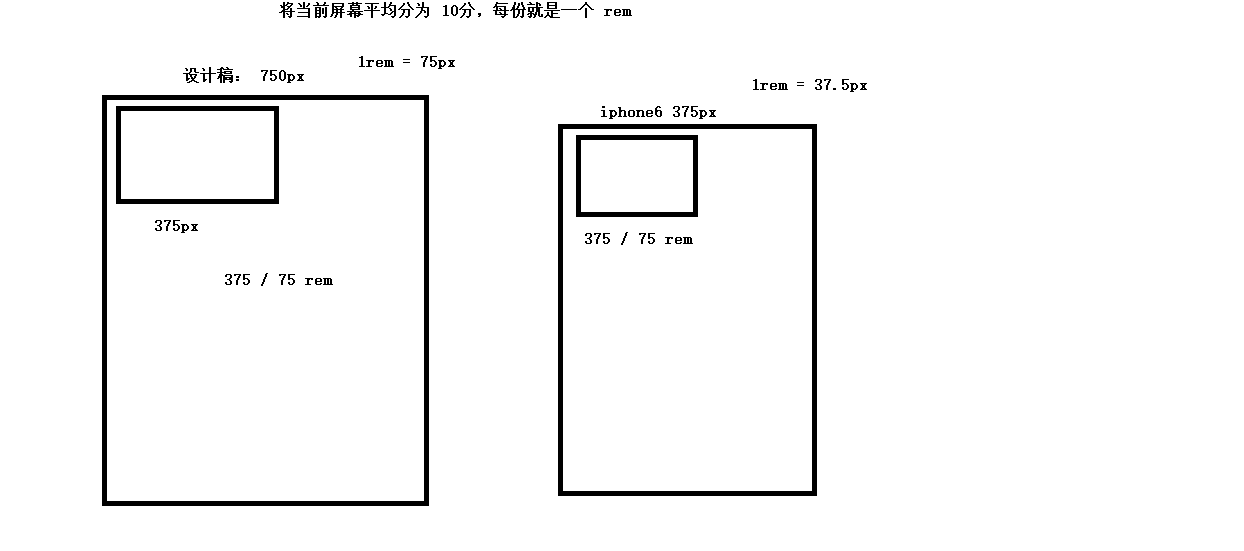 将当前屏幕平均分为 10分，每份就是一个 rem
1rem = 75px
设计稿： 750px
375px
375 / 75 rem
1rem = 37.5px
iphone6 375px
375 / 75 rem